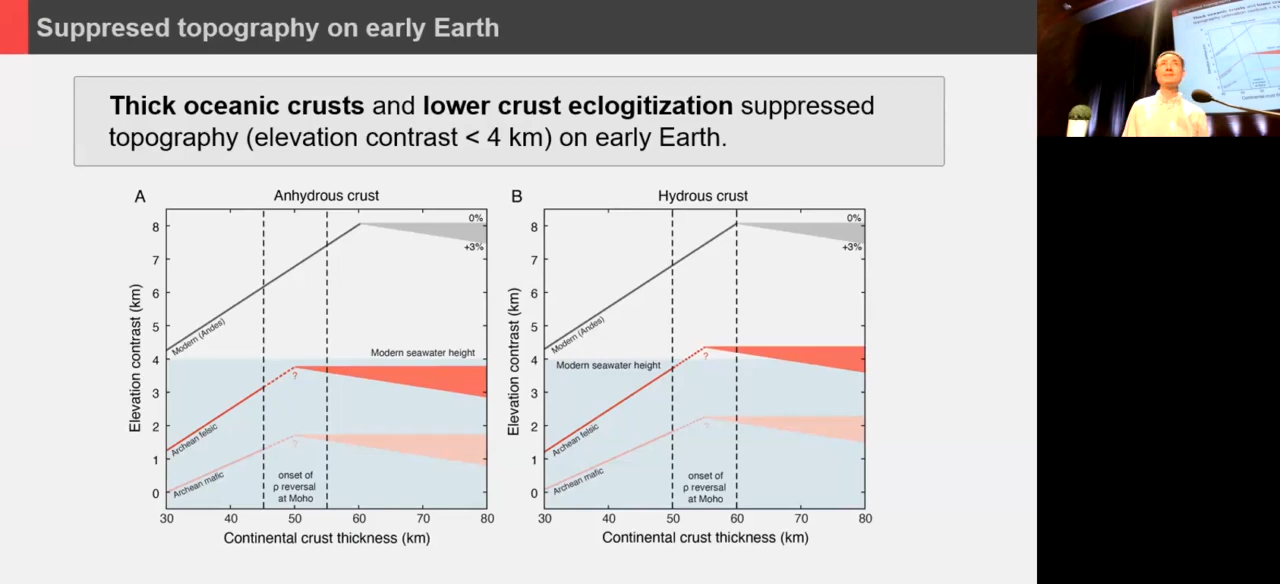 Suppresed topography on early Earth
Thick oceanic crusts and lower crust eclogitization suppressed
topography (elevation contrast < 4 km) on early Earth.
A
Anhydrous crust
Elevation contrast (km)
8
7
6
5
4
3
2
1
0
0%
+3%
Modern (Andes)
Modern seawater height
?
Archean felsic
?
Archean mafic
onset of
ρ reversal
at Moho
30 40 50 60 70 80
Continental crust thickness (km)
B
Hydrous crust
Elevation contrast (km)
8
7
6
5
4
3
2
1
0
0%
+3%
Modern (Andes)
Modern seawater height
?
Archean felsic
?
Archean mafic
onset of
ρ reversal
at Moho
30 40 50 60 70 80
Continental crust thickness (km)